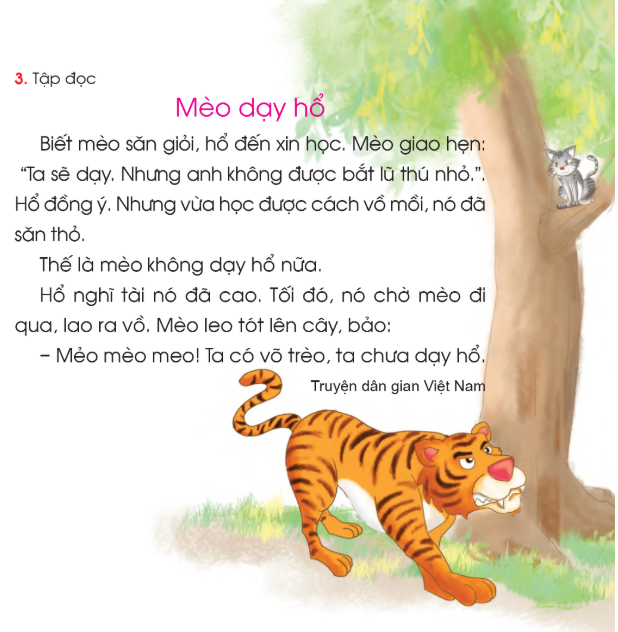 3. Tập đọc
Mèo dạy hổ
Biết mèo săn giỏi, hổ đến xin học. Mèo giao hẹn:
“Ta sẽ dạy. Nhưng anh không được bắt lũ thú nhỏ.”.
Hổ đồng ý. Nhưng vừa học được cách vồ mồi, nó đã
săn thỏ.
Thế là mèo không dạy hổ nữa.
Hổ nghĩ tài nó đã cao. Tối đó, nó chờ mèo đi
qua, lao ra vồ. Mèo leo tót lên cây, bảo:
– Mẻo mèo meo! Ta có võ trèo, ta chưa dạy hổ.
Truyện dân gian Việt Nam